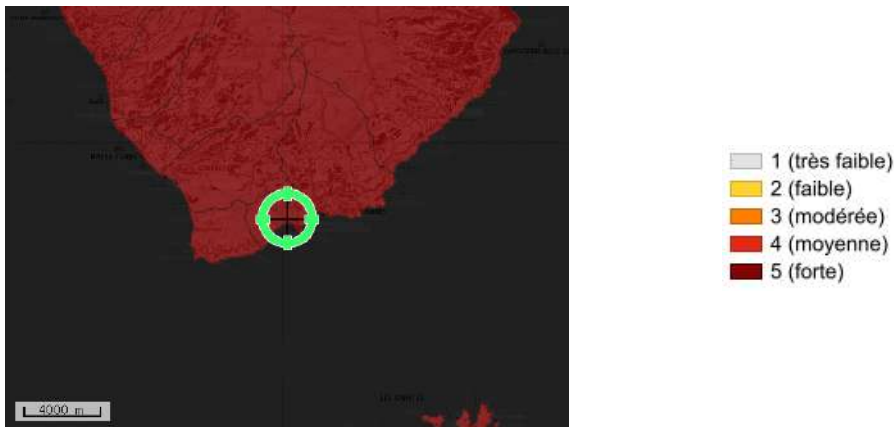 1 (très faible)
2 (faible)
3 (modérée)
4 (moyenne)
5 (forte)
4000 m